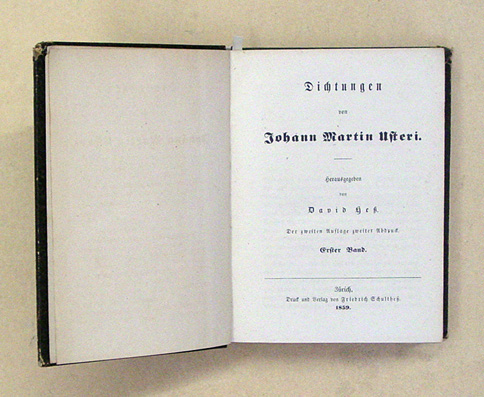 Dichtungen
von
Johann Martin Usteri.
Herausgegeben
von
David Heß.
Der zweiten Auflage zweiter Abdruck.
Erster Band.
Zürich,
Druck und Verlag von Friedrich Schultheß.
1859.